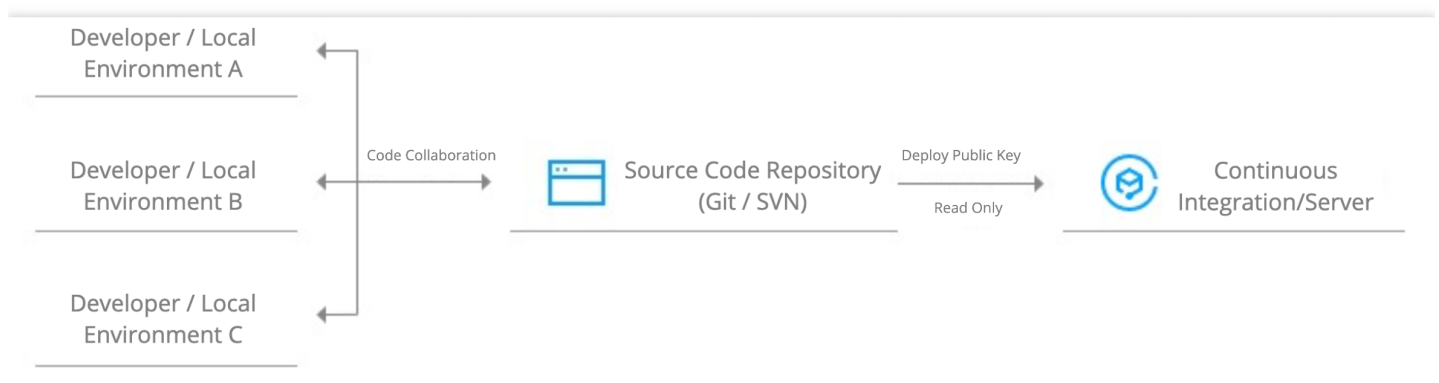 Developer / Local
Environment A
Developer / Local
Environment B
Developer / Local
Environment C
Code Collaboration
Source Code Repository
(Git / SVN)
Deploy Public Key
Read Only
Continuous
Integration/Server